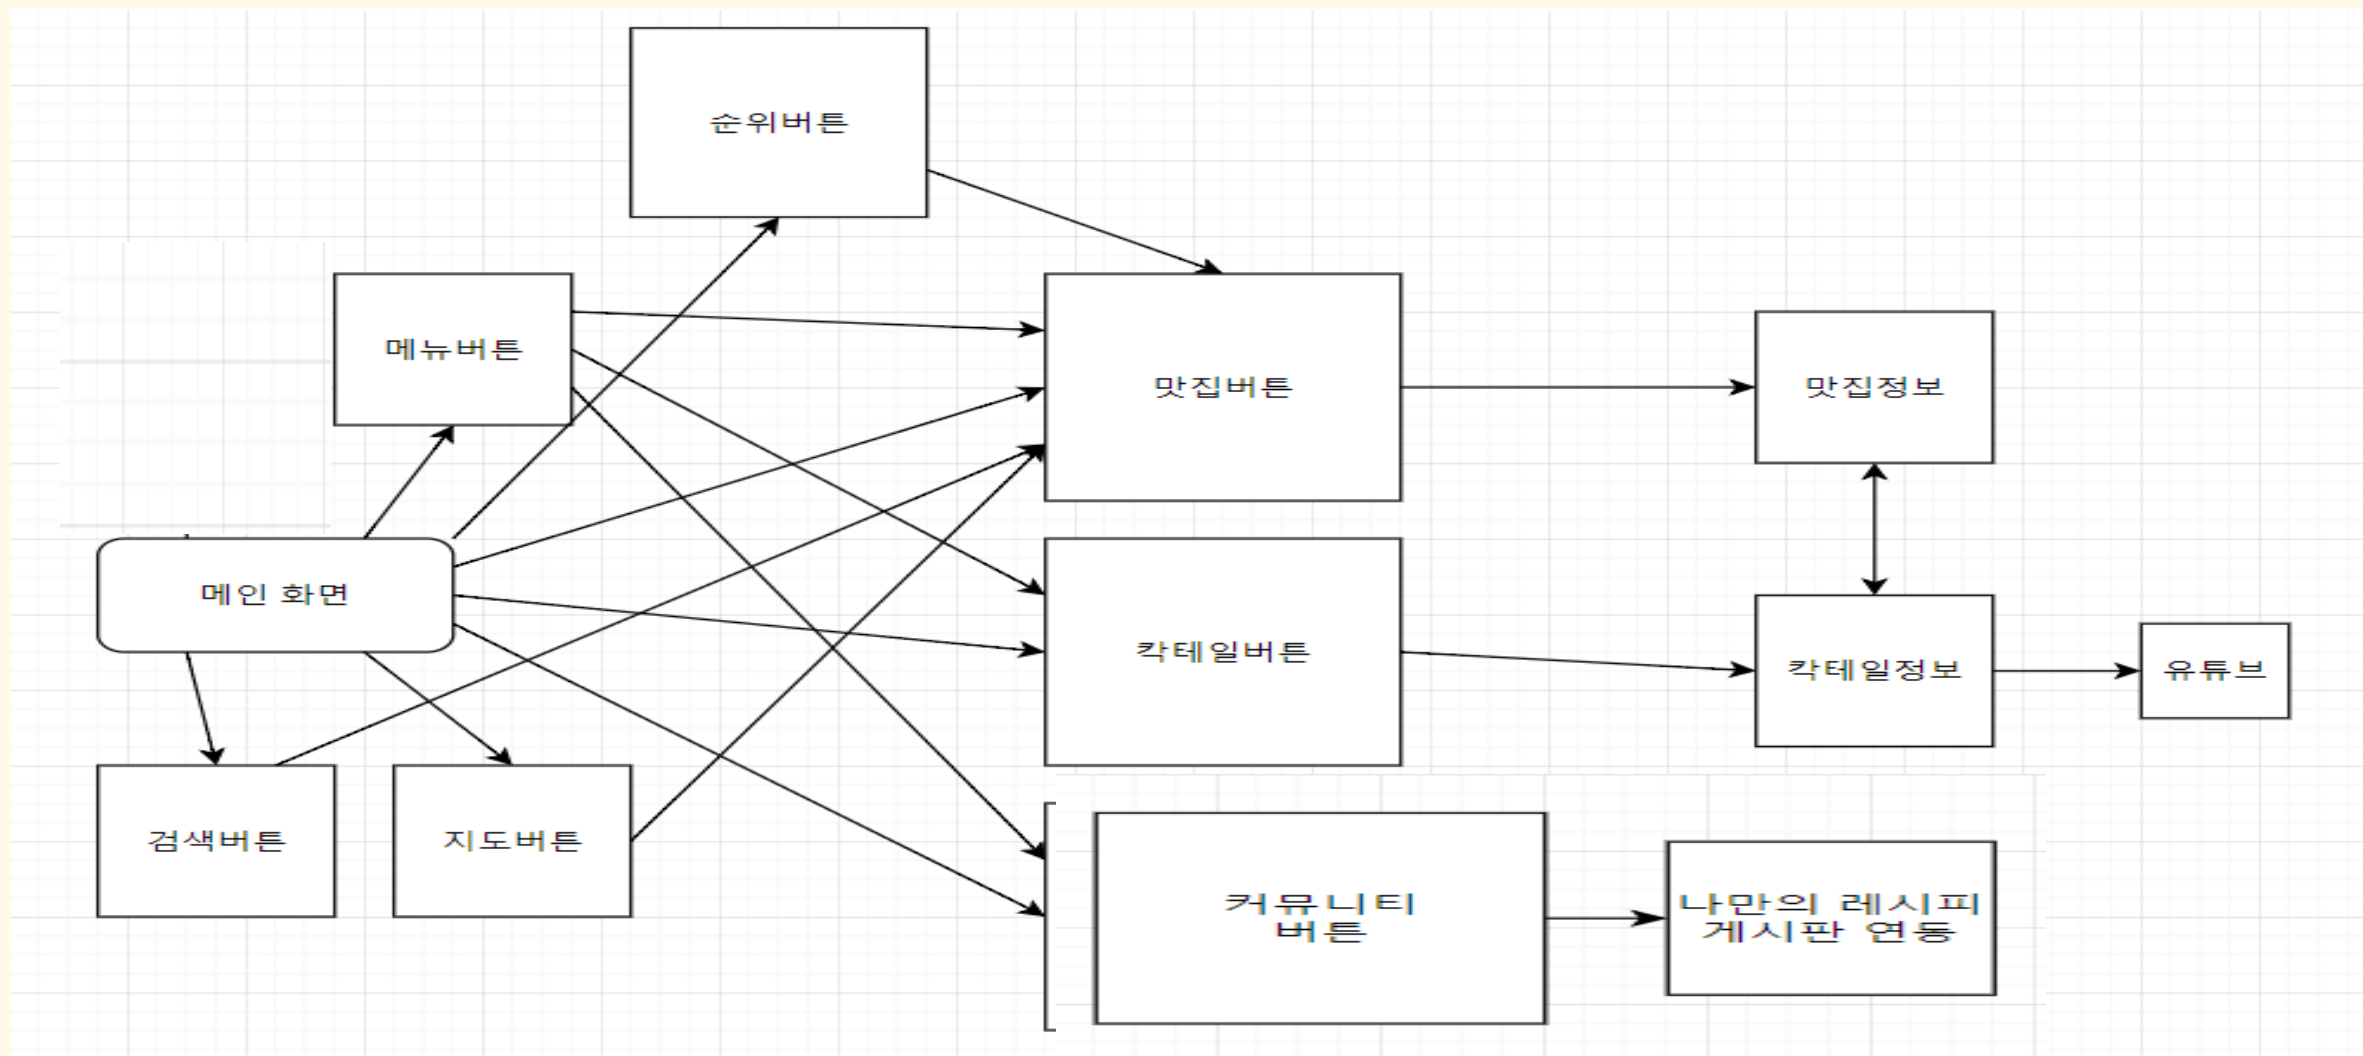 순위버튼
메뉴버튼
맛집버튼
맛집정보
메인 화면
칵테일버튼
칵테일정보
유튜브
검색버튼
지도버튼
커뮤니티
버튼
나만의 레시피
게시판 연동